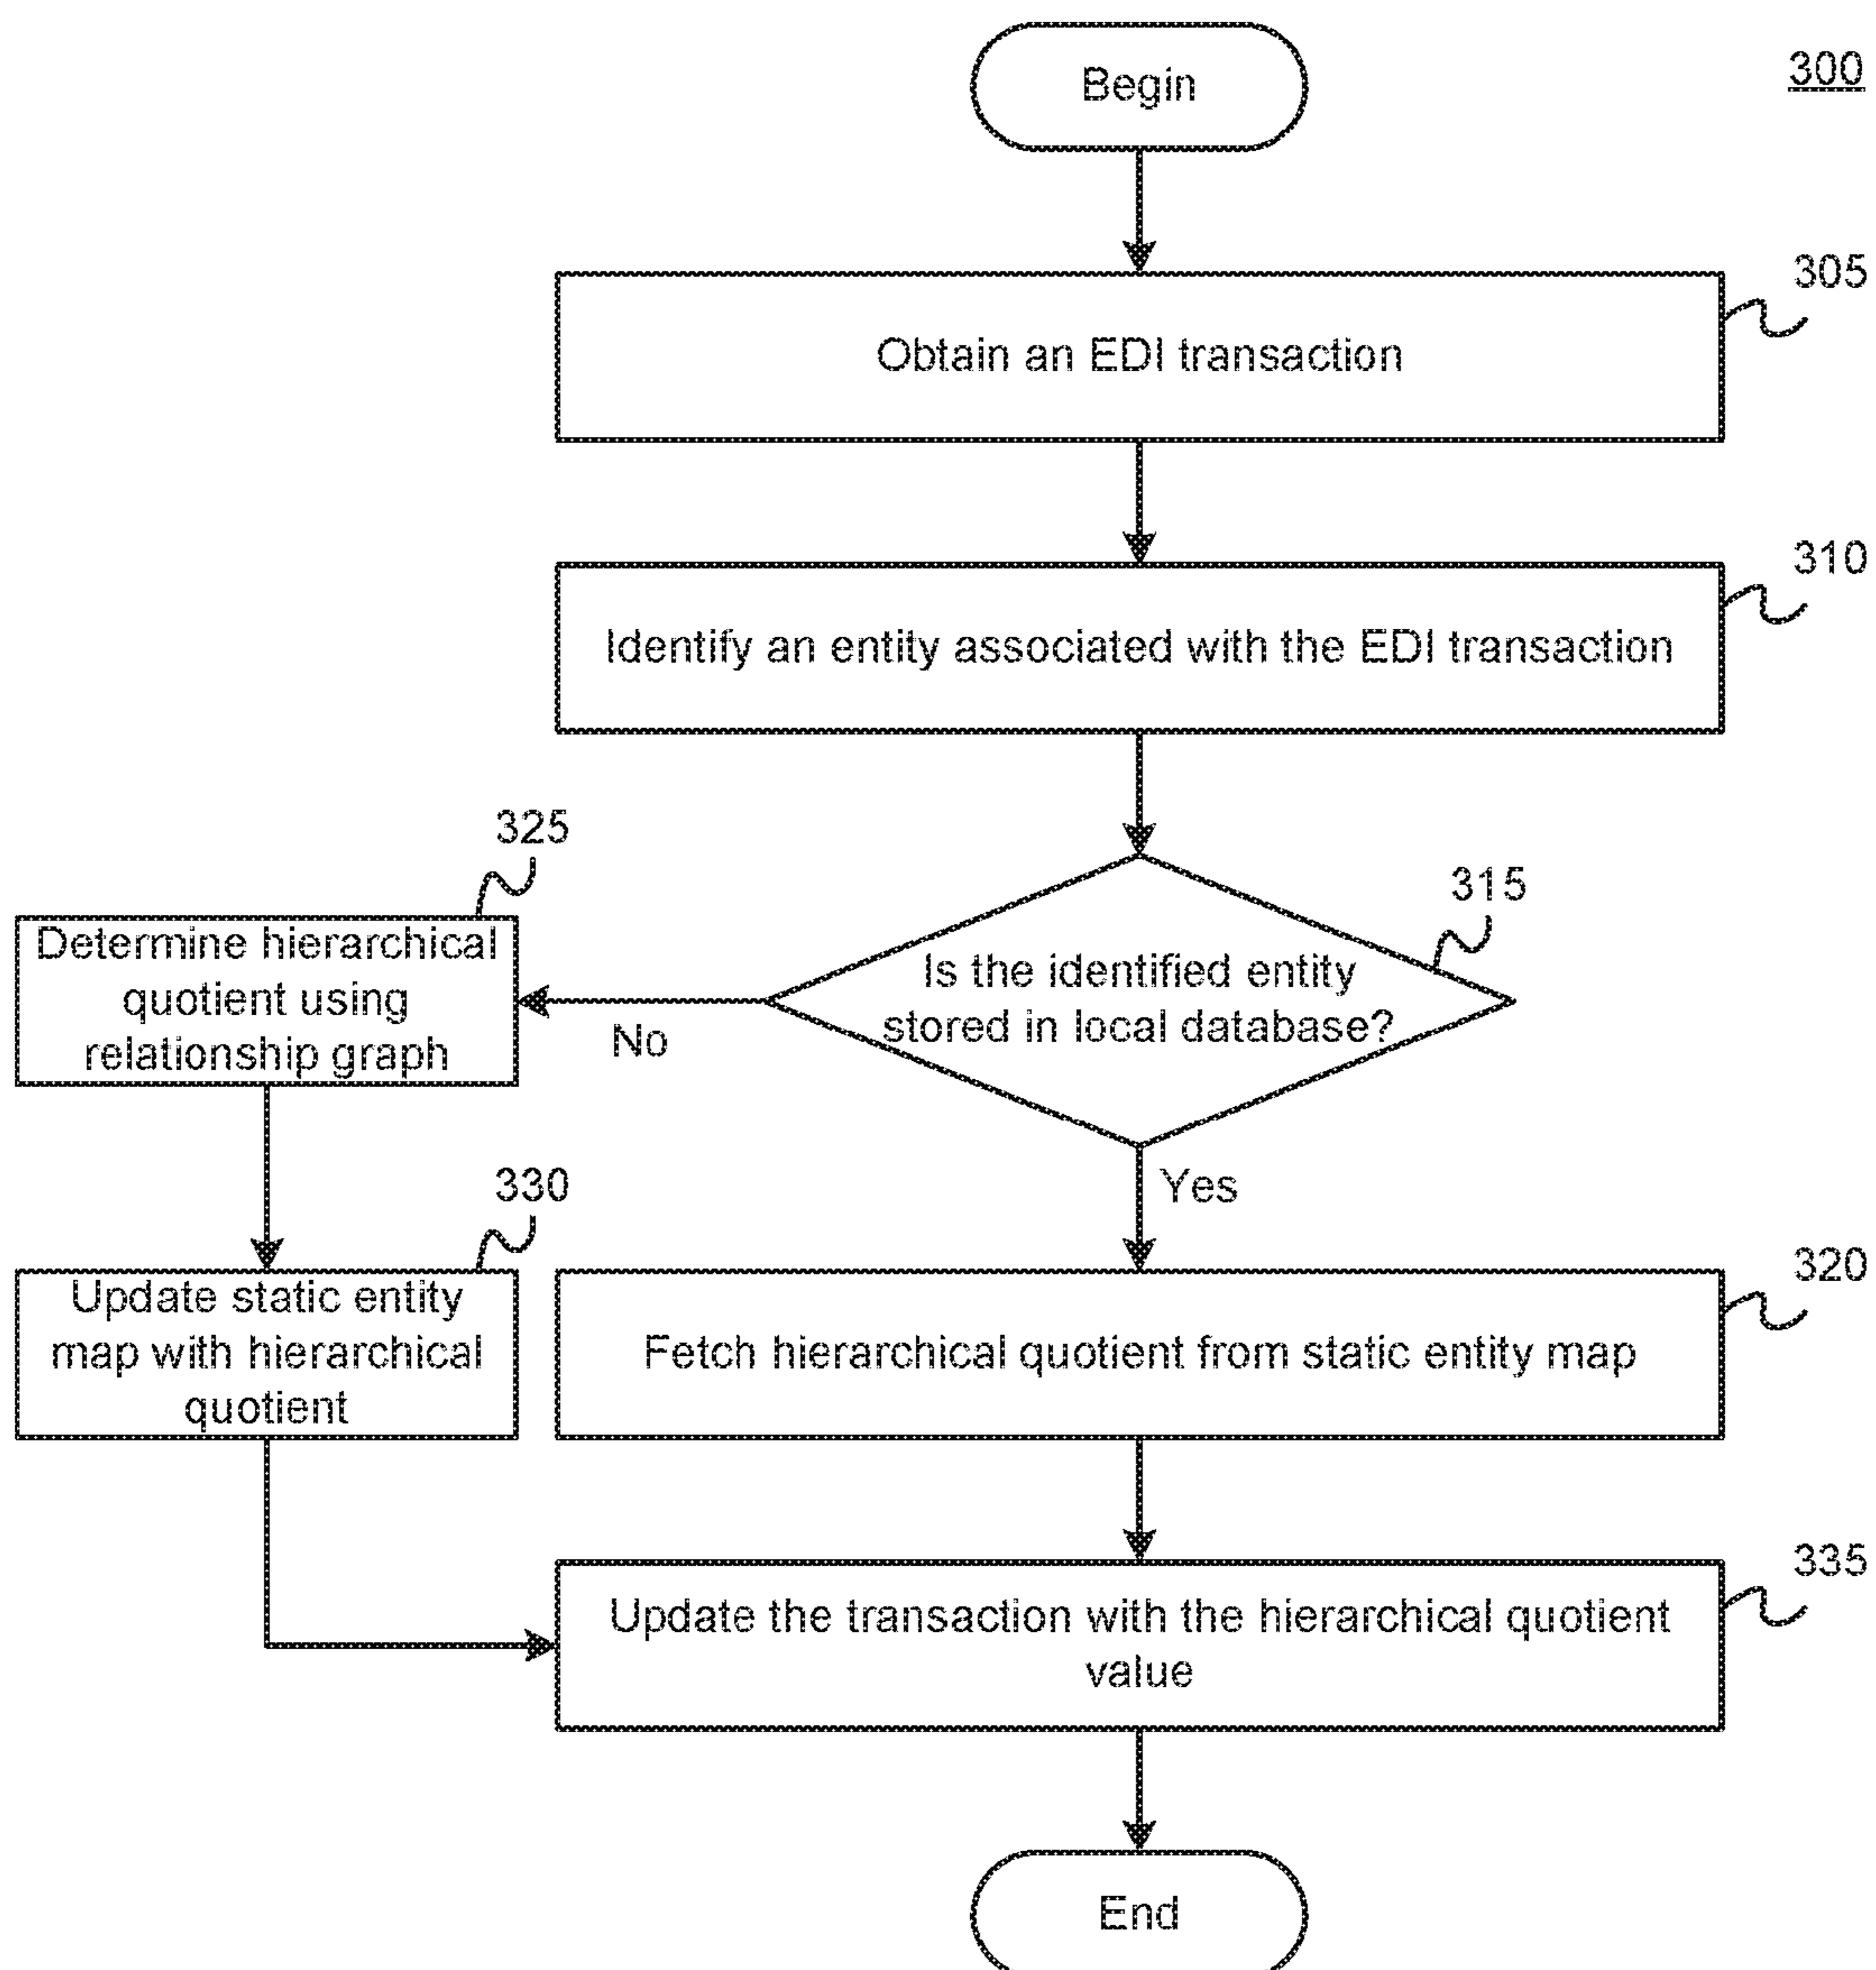 Begin
300
305
Obtain an EDI transaction
310
Identify an entity associated with the EDI transaction
325
Determine hierarchical
quotient using
relationship graph
No
315
Is the identified entity
stored in local database?
Yes
330
Update static entity
map with hierarchical
quotient
320
Fetch hierarchical quotient from static entity map
335
Update the transaction with the hierarchical quotient
value
End